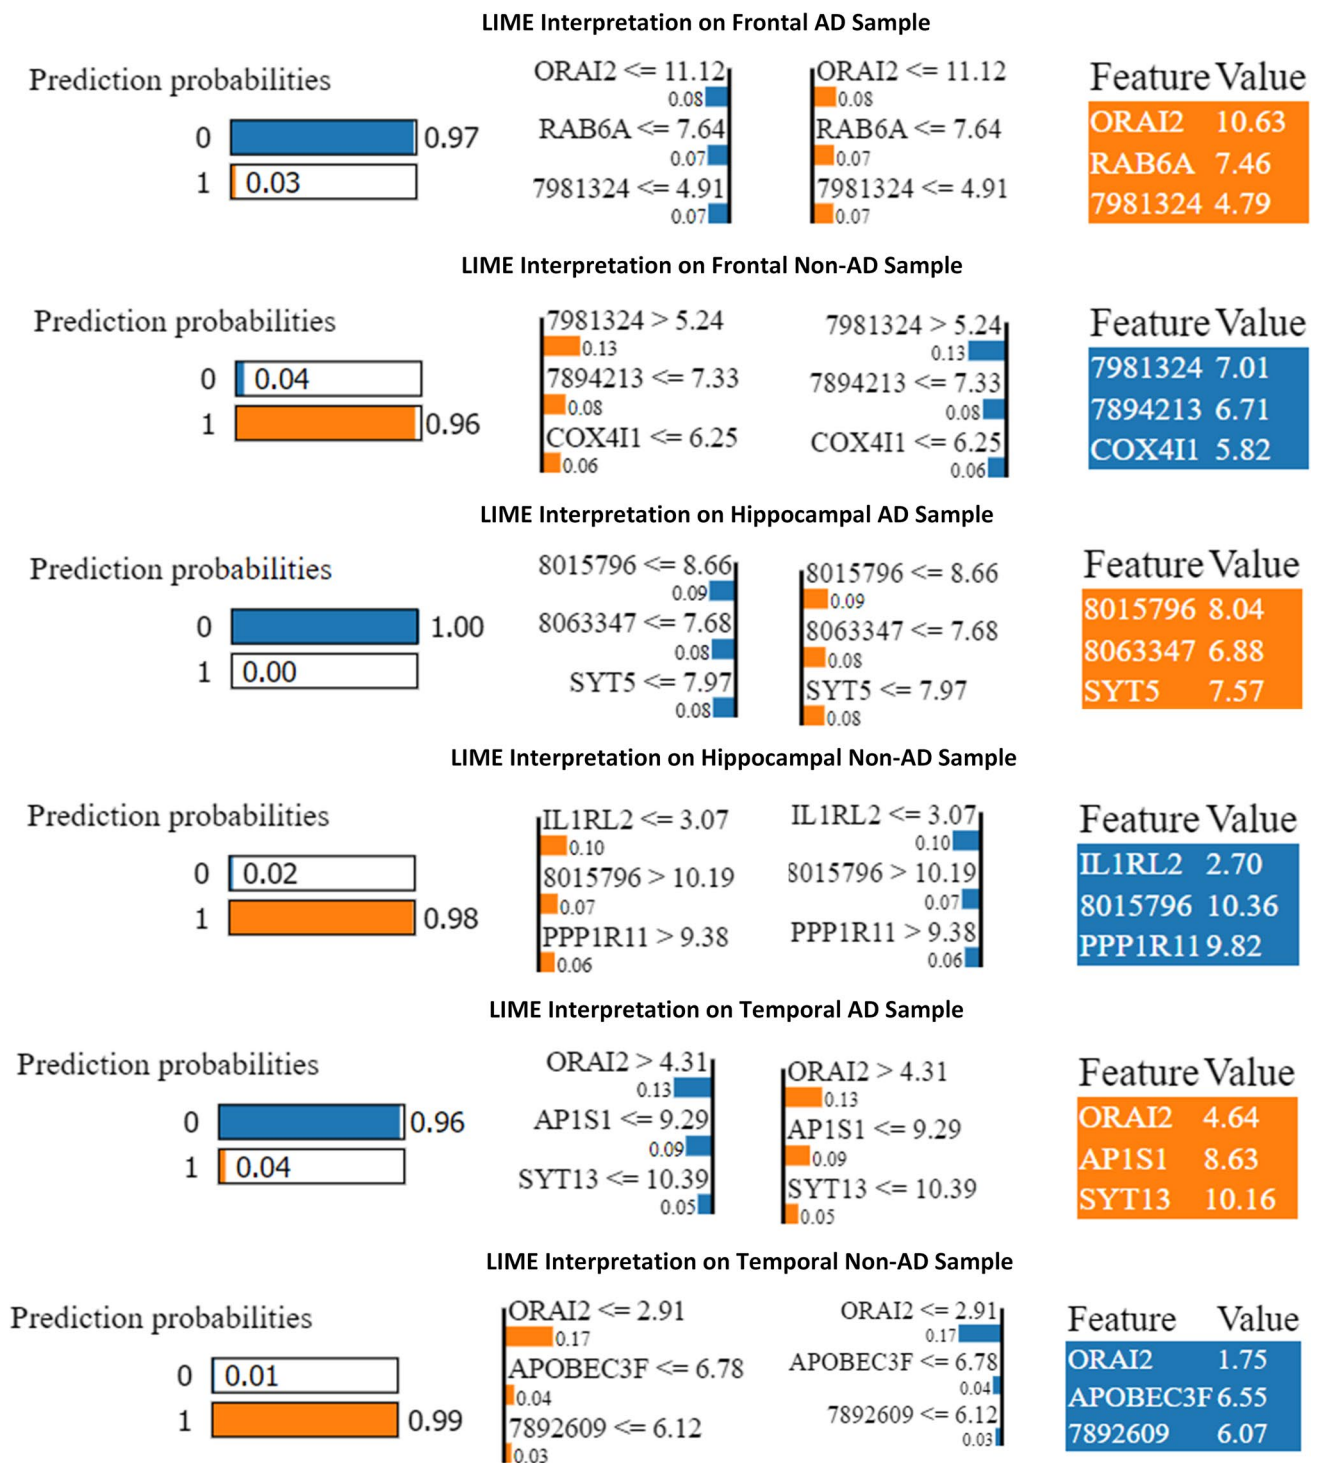 LIME Interpretation on Frontal AD Sample
Prediction probabilities
0 0.97
1 0.03
ORAI2 <= 11.12
0.08
RAB6A <= 7.64
0.07
7981324 <= 4.91
0.07
ORAI2 <= 11.12
0.08
RAB6A <= 7.64
0.07
7981324 <= 4.91
0.07
Feature Value
ORAI2 10.63
RAB6A 7.46
7981324 4.79
LIME Interpretation on Frontal Non-AD Sample
Prediction probabilities
0 0.04
1 0.96
7981324 > 5.24
0.13
7894213 <= 7.33
0.08
COX4I1 <= 6.25
0.06
7981324 > 5.24
0.13
7894213 <= 7.33
0.08
COX4I1 <= 6.25
0.06
Feature Value
7981324 7.01
7894213 6.71
COX4I1 5.82
LIME Interpretation on Hippocampal AD Sample
Prediction probabilities
0 1.00
1 0.00
8015796 <= 8.66
0.09
8063347 <= 7.68
0.08
SYT5 <= 7.97
0.08
8015796 <= 8.66
0.09
8063347 <= 7.68
0.08
SYT5 <= 7.97
0.08
Feature Value
8015796 8.04
8063347 6.88
SYT5 7.57
LIME Interpretation on Hippocampal Non-AD Sample
Prediction probabilities
0 0.02
1 0.98
IL1RL2 <= 3.07
0.10
8015796 > 10.19
0.07
PPP1R11 > 9.38
0.06
IL1RL2 <= 3.07
0.10
8015796 > 10.19
0.07
PPP1R11 > 9.38
0.06
Feature Value
IL1RL2 2.70
8015796 10.36
PPP1R11 9.82
LIME Interpretation on Temporal AD Sample
Prediction probabilities
0 0.96
1 0.04
ORAI2 > 4.31
0.13
AP1S1 <= 9.29
0.09
SYT13 <= 10.39
0.05
ORAI2 > 4.31
0.13
AP1S1 <= 9.29
0.09
SYT13 <= 10.39
0.05
Feature Value
ORAI2 4.64
AP1S1 8.63
SYT13 10.16
LIME Interpretation on Temporal Non-AD Sample
Prediction probabilities
0 0.01
1 0.99
ORAI2 <= 2.91
0.17
APOBEC3F <= 6.78
0.04
7892609 <= 6.12
0.03
ORAI2 <= 2.91
0.17
APOBEC3F <= 6.78
0.04
7892609 <= 6.12
0.03
Feature Value
ORAI2 1.75
APOBEC3F 6.55
7892609 6.07